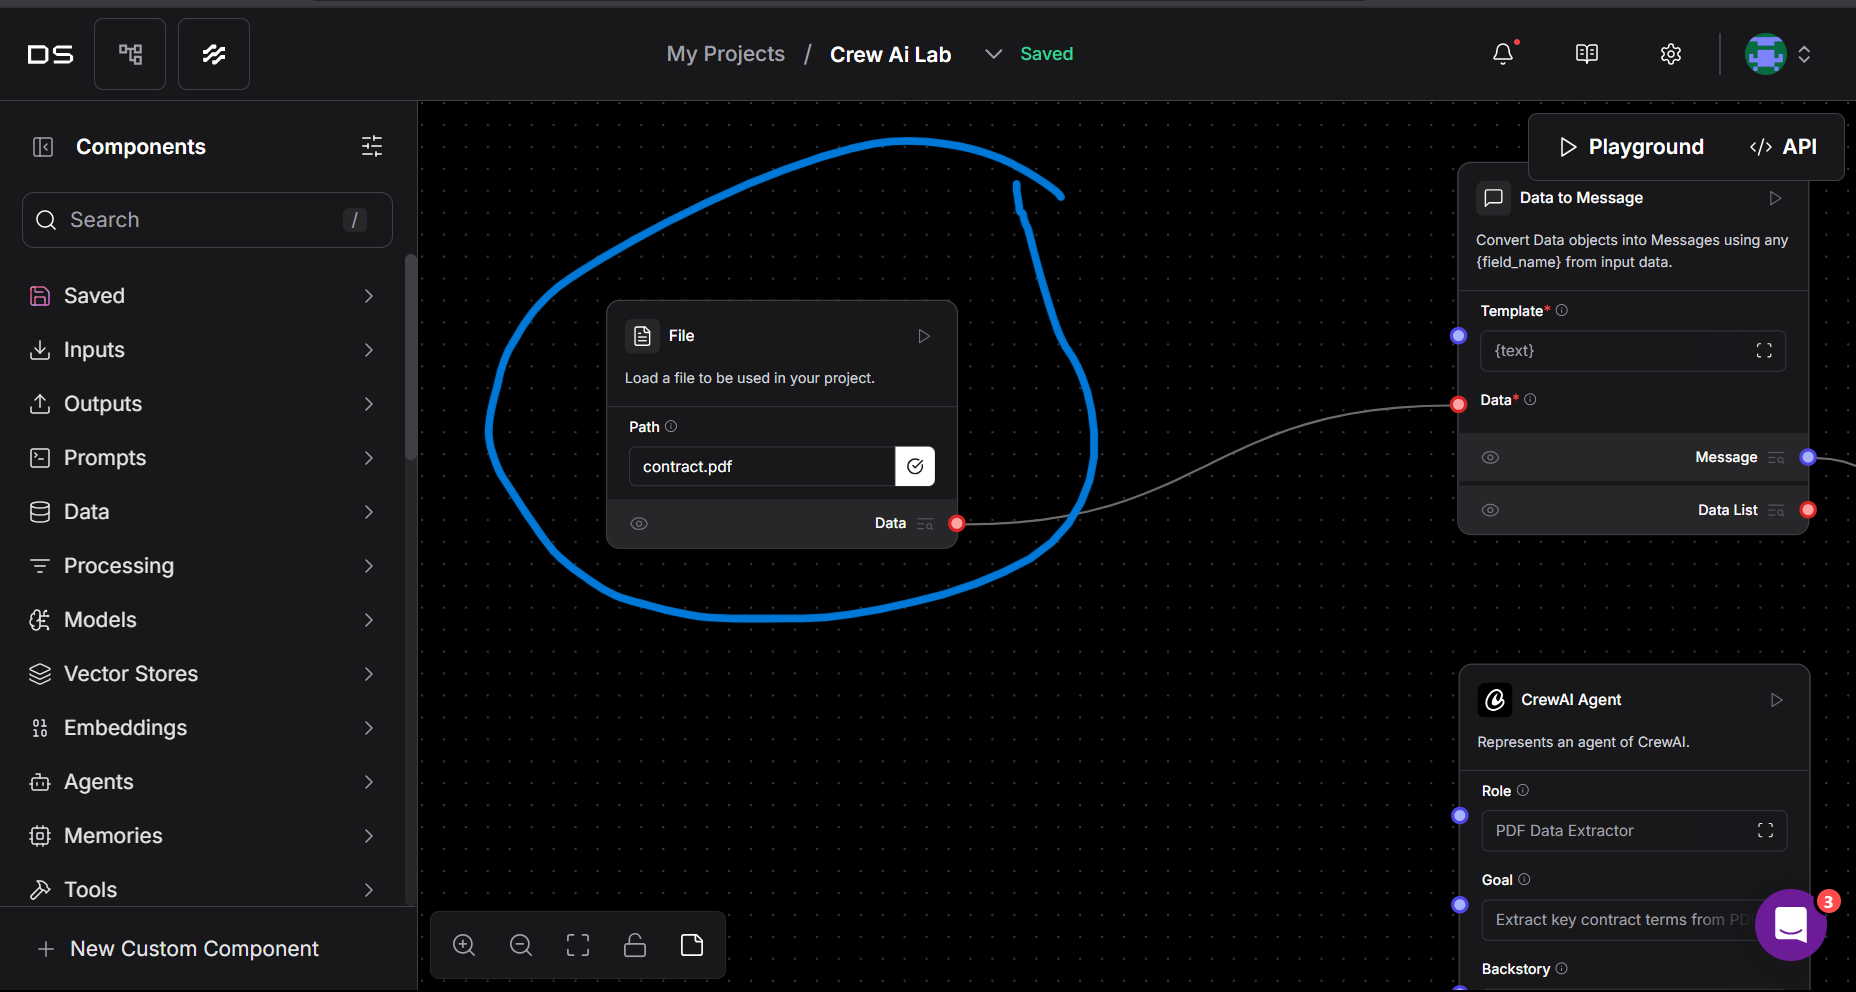 DS
My Projects / Crew Ai Lab
Saved
Components
Search /
Saved
Inputs
Outputs
Prompts
Data
Processing
Models
Vector Stores
Embeddings
Agents
Memories
Tools
New Custom Component
File
Load a file to be used in your project.
Path
contract.pdf
Data
Playground
</> API
Data to Message
Convert Data objects into Messages using any
{field_name} from input data.
Template*
{text}
Data*
Message
Data List
CrewAI Agent
Represents an agent of CrewAI.
Role
PDF Data Extractor
Goal
Extract key contract terms from PD
Backstory
3